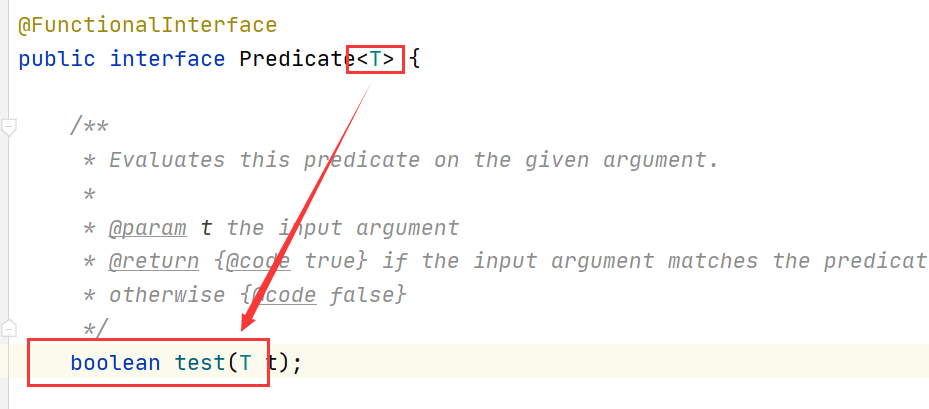 @FunctionalInterface
public interface Predicate<T> {
/**
* Evaluates this predicate on the given argument.
*
* @param t the input argument
* @return {@code true} if the input argument matches the predicat
* otherwise {@code false}
*/
boolean test(T t);